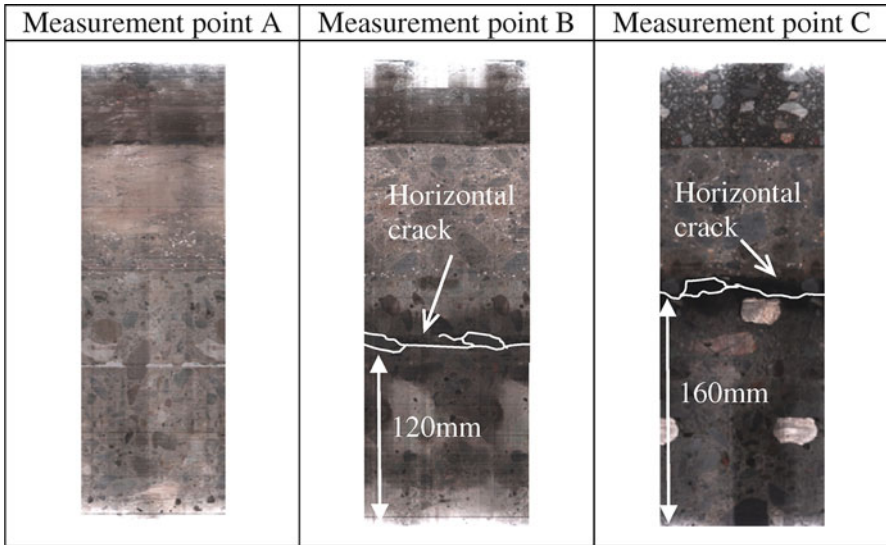 Measurement point A
Measurement point B
Measurement point C
Horizontal
crack
120mm
Horizontal
crack
160mm